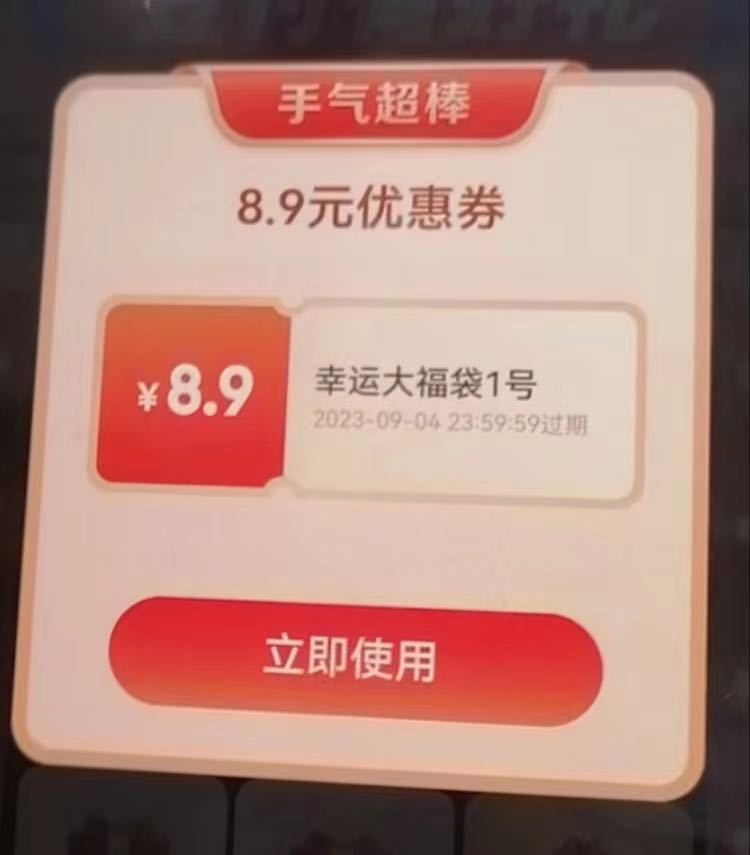 手气超棒
8.9元优惠券
¥8.9
幸运大福袋1号
2023-09-04 23:59:59过期
立即使用